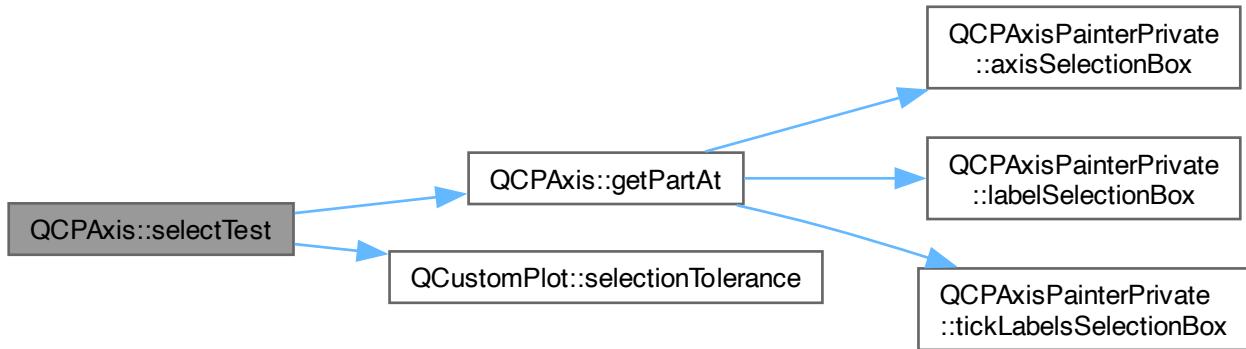 QCPAxis::selectTest
QCPAxis::getPartAt
QCustomPlot::selectionTolerance
QCPAxisPainterPrivate
::axisSelectionBox
QCPAxisPainterPrivate
::labelSelectionBox
QCPAxisPainterPrivate
::tickLabelsSelectionBox